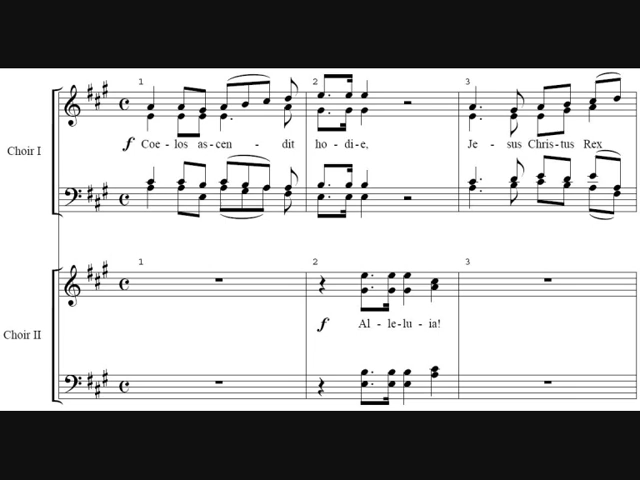 1 2 3
Choir I
f Coe - los as - cen - dit ho - di - e, Je - sus Chris - tus Rex
1 2 3
Choir II
f Al - le - lu - ia!